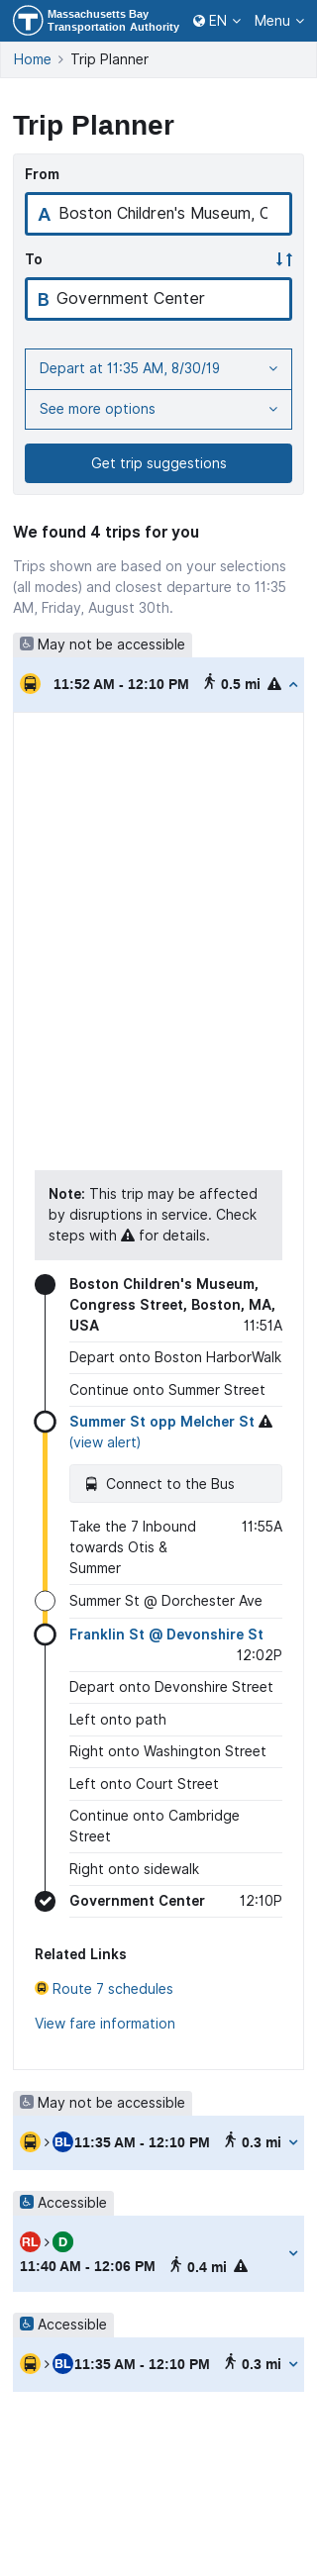 Massachusetts Bay
Transportation Authority
EN
Menu
Home > Trip Planner
Trip Planner
From
A Boston Children's Museum, C
To
B Government Center
Depart at 11:35 AM, 8/30/19
See more options
Get trip suggestions
We found 4 trips for you
Trips shown are based on your selections
(all modes) and closest departure to 11:35
AM, Friday, August 30th.
May not be accessible
11:52 AM - 12:10 PM 0.5 mi
Note: This trip may be affected
by disruptions in service. Check
steps with for details.
Boston Children's Museum,
Congress Street, Boston, MA,
USA 11:51A
Depart onto Boston HarborWalk
Continue onto Summer Street
Summer St opp Melcher St
(view alert)
Connect to the Bus
Take the 7 Inbound 11:55A
towards Otis &
Summer
Summer St @ Dorchester Ave
Franklin St @ Devonshire St
12:02P
Depart onto Devonshire Street
Left onto path
Right onto Washington Street
Left onto Court Street
Continue onto Cambridge
Street
Right onto sidewalk
Government Center 12:10P
Related Links
Route 7 schedules
View fare information
May not be accessible
BL 11:35 AM - 12:10 PM 0.3 mi
Accessible
RL > D
11:40 AM - 12:06 PM 0.4 mi
Accessible
BL 11:35 AM - 12:10 PM 0.3 mi